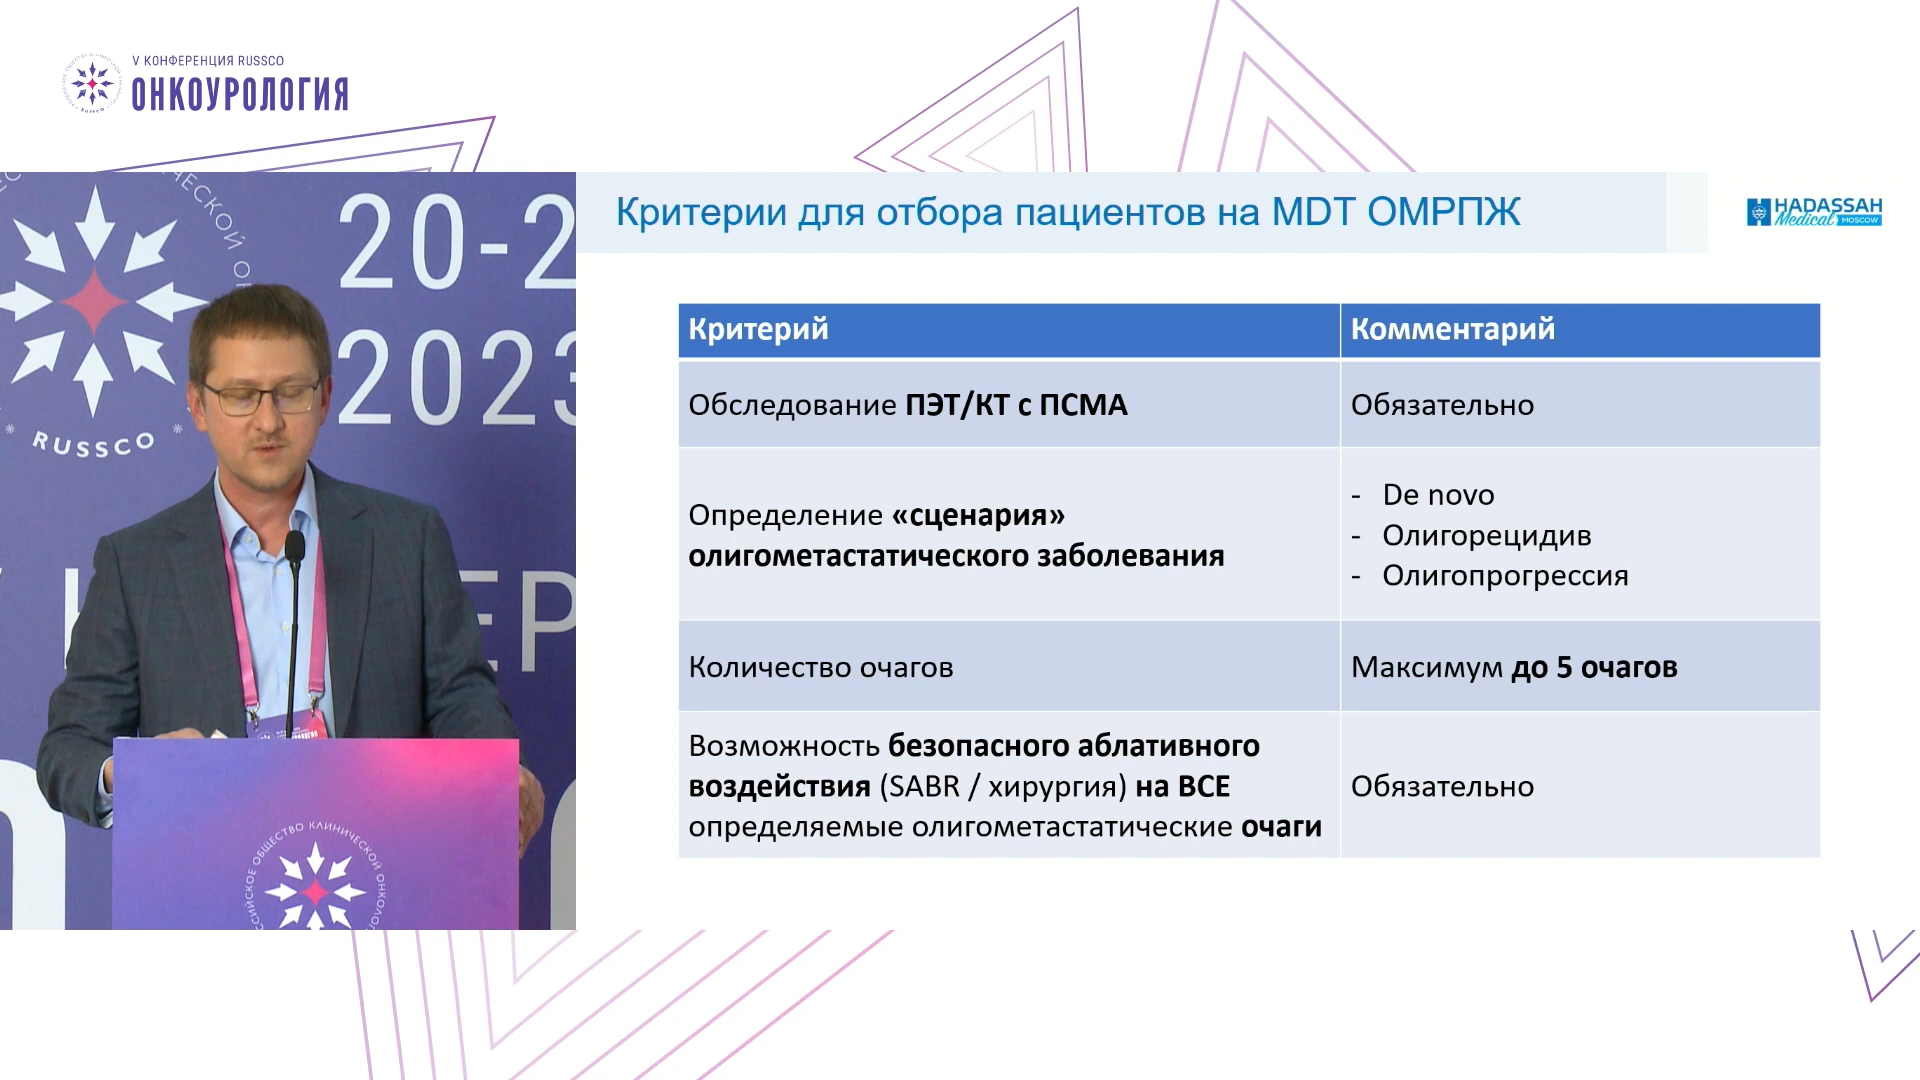 V КОНФЕРЕНЦИЯ RUSSCO
ОНКОУРОЛОГИЯ
20-2
2023
RUSSCO
Критерии для отбора пациентов на MDT ОМРПЖ
HADASSAH
Medical MOSCOW
Критерий
Комментарий
Обследование ПЭТ/КТ с ПСМА
Обязательно
Определение «сценария»
олигометастатического заболевания
- De novo
- Олигорецидив
- Олигопрогрессия
Количество очагов
Максимум до 5 очагов
Возможность безопасного аблативного
воздействия (SABR / хирургия) на ВСЕ
определяемые олигометастатические очаги
Обязательно
ОБЩЕСТВО КЛИНИЧЕСКОЙ